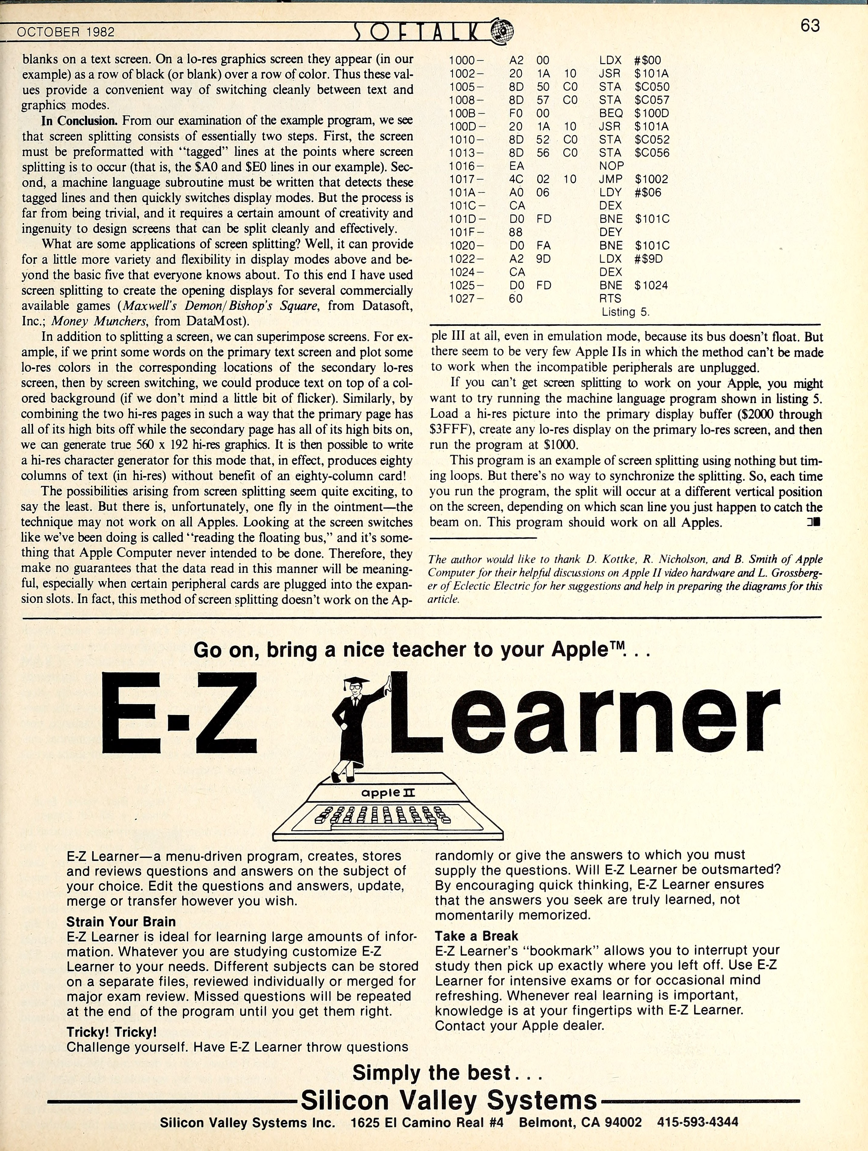 OCTOBER 1982
SOFTALK
63
blanks on a text screen. On a lo-res graphics screen they appear (in our
example) as a row of black (or blank) over a row of color. Thus these val-
ues provide a convenient way of switching cleanly between text and
graphics modes.
In Conclusion. From our examination of the example program, we see
that screen splitting consists of essentially two steps. First, the screen
must be preformatted with "tagged" lines at the points where screen
splitting is to occur (that is, the $A0 and $E0 lines in our example). Sec-
ond, a machine language subroutine must be written that detects these
tagged lines and then quickly switches display modes. But the process is
far from being trivial, and it requires a certain amount of creativity and
ingenuity to design screens that can be split cleanly and effectively.
What are some applications of screen splitting? Well, it can provide
for a little more variety and flexibility in display modes above and be-
yond the basic five that everyone knows about. To this end I have used
screen splitting to create the opening displays for several commercially
available games (Maxwell's Demon/Bishop's Square, from Datasoft,
Inc.; Money Munchers, from DataMost).
In addition to splitting a screen, we can superimpose screens. For ex-
ample, if we print some words on the primary text screen and plot some
lo-res colors in the corresponding locations of the secondary lo-res
screen, then by screen switching, we could produce text on top of a col-
ored background (if we don't mind a little bit of flicker). Similarly, by
combining the two hi-res pages in such a way that the primary page has
all of its high bits off while the secondary page has all of its high bits on,
we can generate true 560 x 192 hi-res graphics. It is then possible to write
a hi-res character generator for this mode that, in effect, produces eighty
columns of text (in hi-res) without benefit of an eighty-column card!
The possibilities arising from screen splitting seem quite exciting, to
say the least. But there is, unfortunately, one fly in the ointment—the
technique may not work on all Apples. Looking at the screen switches
like we've been doing is called "reading the floating bus," and it's some-
thing that Apple Computer never intended to be done. Therefore, they
make no guarantees that the data read in this manner will be meaning-
ful, especially when certain peripheral cards are plugged into the expan-
sion slots. In fact, this method of screen splitting doesn't work on the Ap-
1000– A2 00 LDX #$00
1002– 20 1A 10 JSR $101A
1005– 8D 50 C0 STA $C050
1008– 8D 57 C0 STA $C057
100B– F0 00 BEQ $100D
100D– 20 1A 10 JSR $101A
1010– 8D 52 C0 STA $C052
1013– 8D 56 C0 STA $C056
1016– EA NOP
1017– 4C 02 10 JMP $1002
101A– A0 06 LDY #$06
101C– CA DEX
101D– D0 FD BNE $101C
101F– 88 DEY
1020– D0 FA BNE $101C
1022– A2 9D LDX #$9D
1024– CA DEX
1025– D0 FD BNE $1024
1027– 60 RTS
Listing 5.
ple III at all, even in emulation mode, because its bus doesn't float. But
there seem to be very few Apple IIs in which the method can't be made
to work when the incompatible peripherals are unplugged.
If you can't get screen splitting to work on your Apple, you might
want to try running the machine language program shown in listing 5.
Load a hi-res picture into the primary display buffer ($2000 through
$3FFF), create any lo-res display on the primary lo-res screen, and then
run the program at $1000.
This program is an example of screen splitting using nothing but tim-
ing loops. But there's no way to synchronize the splitting. So, each time
you run the program, the split will occur at a different vertical position
on the screen, depending on which scan line you just happen to catch the
beam on. This program should work on all Apples.
The author would like to thank D. Kottke, R. Nicholson, and B. Smith of Apple
Computer for their helpful discussions on Apple II video hardware and L. Grossberg-
er of Eclectic Electric for her suggestions and help in preparing the diagrams for this
article.
Go on, bring a nice teacher to your Apple™. . .
E-Z Learner
apple II
E-Z Learner—a menu-driven program, creates, stores
and reviews questions and answers on the subject of
your choice. Edit the questions and answers, update,
merge or transfer however you wish.
Strain Your Brain
E-Z Learner is ideal for learning large amounts of infor-
mation. Whatever you are studying customize E-Z
Learner to your needs. Different subjects can be stored
on a separate files, reviewed individually or merged for
major exam review. Missed questions will be repeated
at the end of the program until you get them right.
Tricky! Tricky!
Challenge yourself. Have E-Z Learner throw questions
randomly or give the answers to which you must
supply the questions. Will E-Z Learner be outsmarted?
By encouraging quick thinking, E-Z Learner ensures
that the answers you seek are truly learned, not
momentarily memorized.
Take a Break
E-Z Learner's "bookmark" allows you to interrupt your
study then pick up exactly where you left off. Use E-Z
Learner for intensive exams or for occasional mind
refreshing. Whenever real learning is important,
knowledge is at your fingertips with E-Z Learner.
Contact your Apple dealer.
Simply the best. . .
Silicon Valley Systems
Silicon Valley Systems Inc. 1625 El Camino Real #4 Belmont, CA 94002 415-593-4344